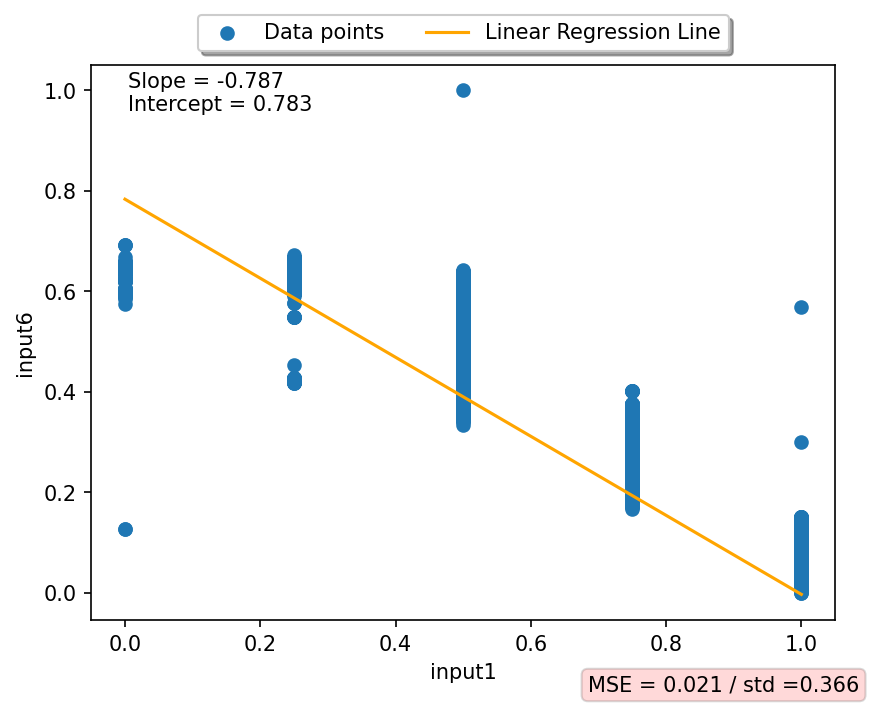 Data points
Linear Regression Line
Slope = -0.787
Intercept = 0.783
1.0
0.8
0.6
0.4
0.2
0.0
input6
0.0 0.2 0.4 0.6 0.8 1.0
input1
MSE = 0.021 / std =0.366